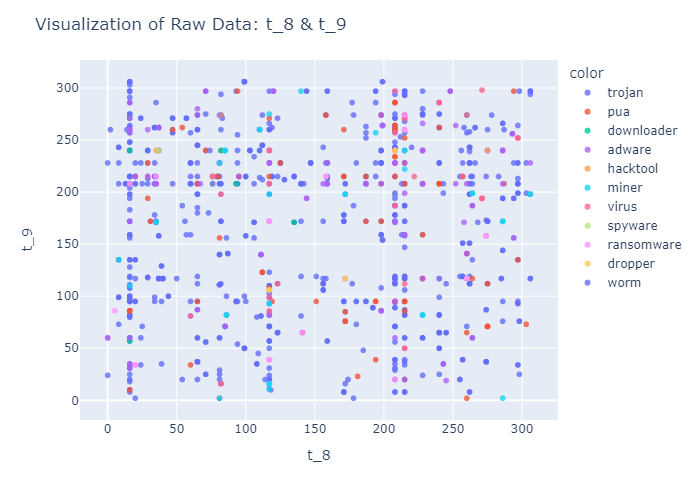 Visualization of Raw Data: t_8 & t_9
color
trojan
pua
downloader
adware
hacktool
miner
virus
spyware
ransomware
dropper
worm
t_9
300
250
200
150
100
50
0
0 50 100 150 200 250 300
t_8